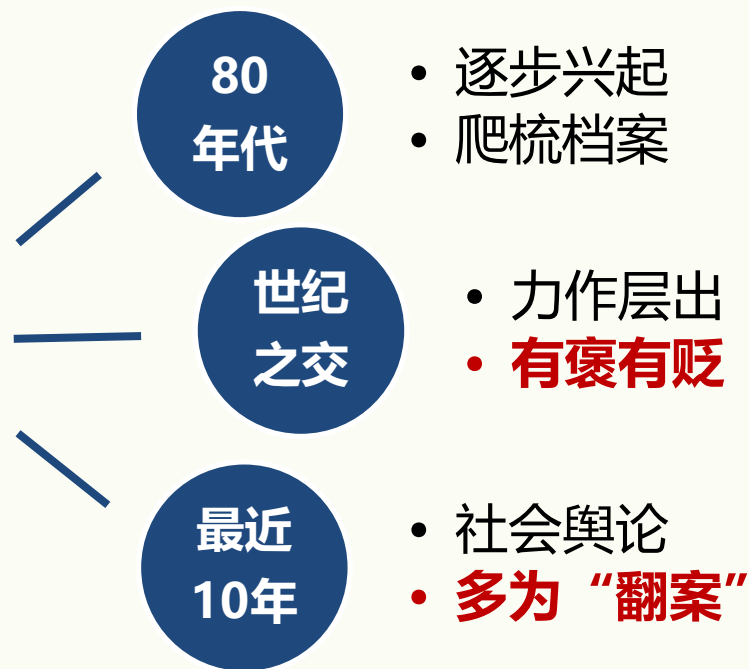 80
年代
• 逐步兴起
• 爬梳档案
世纪
之交
• 力作层出
• 有褒有贬
最近
10年
• 社会舆论
• 多为“翻案”